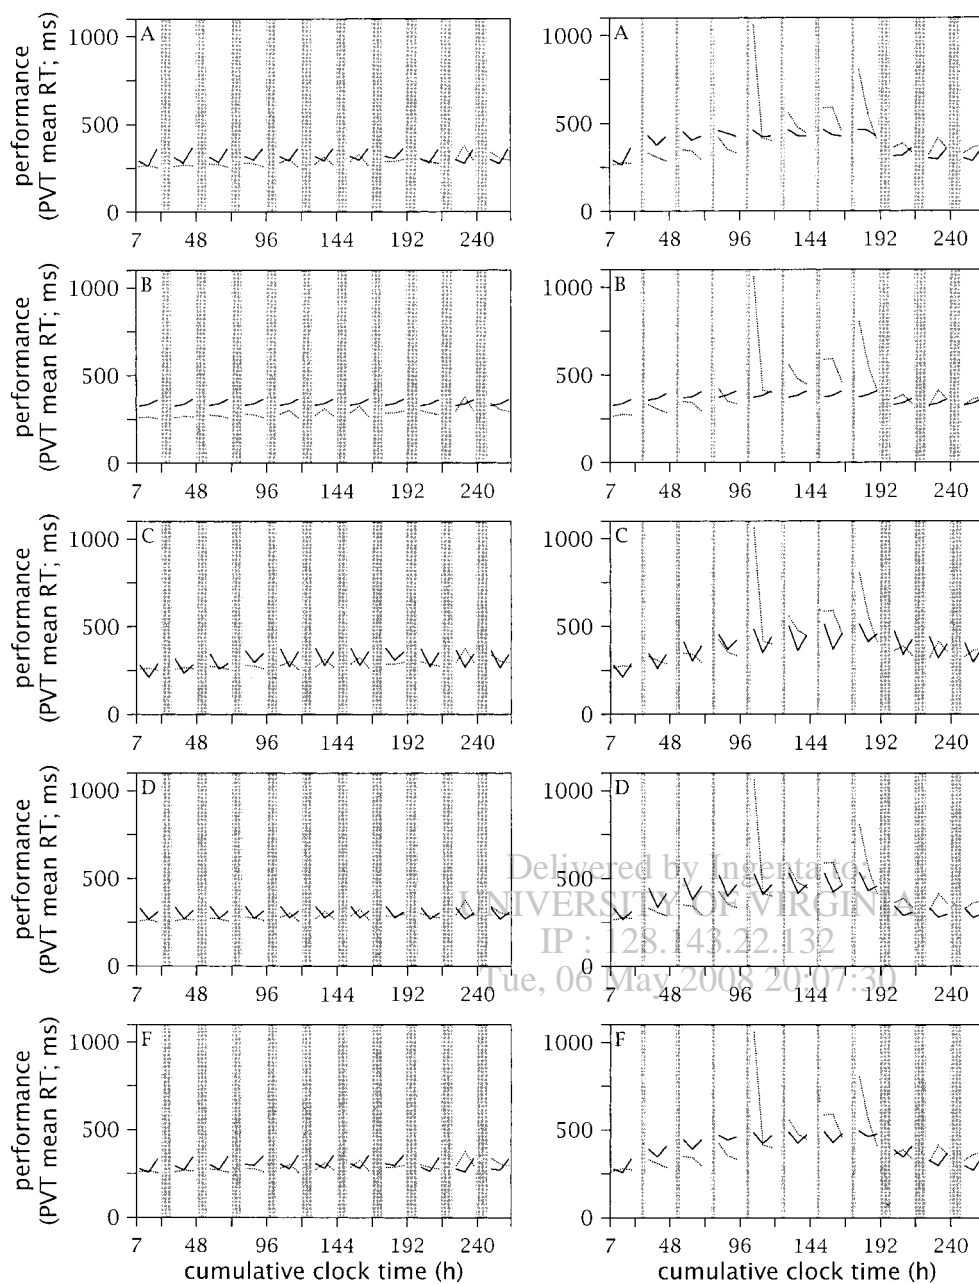 performance
(PVT mean RT; ms)
1000
500
0
A
7 48 96 144 192 240
1000
500
0
A
7 48 96 144 192 240
performance
(PVT mean RT; ms)
1000
500
0
B
7 48 96 144 192 240
1000
500
0
B
7 48 96 144 192 240
performance
(PVT mean RT; ms)
1000
500
0
C
7 48 96 144 192 240
1000
500
0
C
7 48 96 144 192 240
performance
(PVT mean RT; ms)
1000
500
0
D
7 48 96 144 192 240
1000
500
0
D
7 48 96 144 192 240
Delivered by Ingenta to:
UNIVERSITY OF VIRGINIA
IP : 128.143.22.132
Tue, 06 May 2008 20:07:30
performance
(PVT mean RT; ms)
1000
500
0
F
7 48 96 144 192 240
cumulative clock time (h)
1000
500
0
F
7 48 96 144 192 240
cumulative clock time (h)